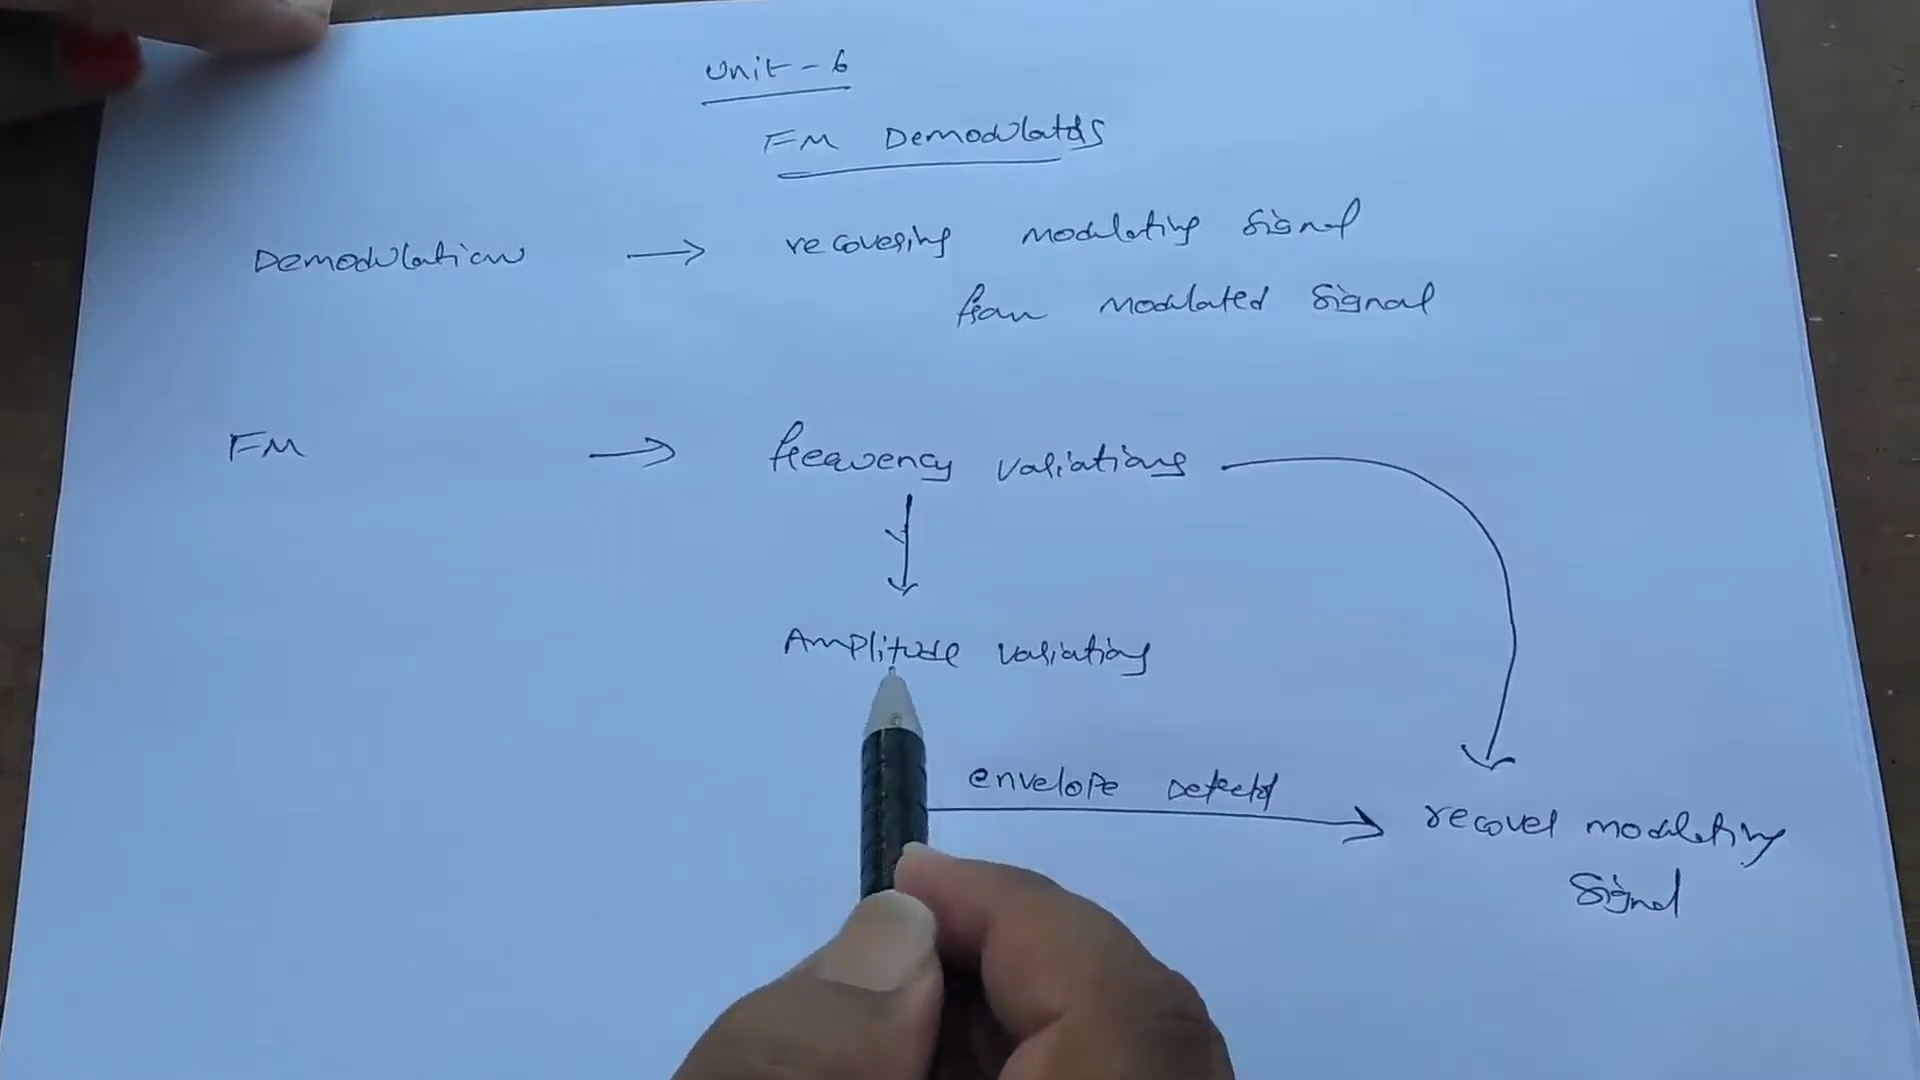 Unit - 6
FM Demodulators
Demodulation → recovering modulating signal
from modulated signal
FM → frequency variations
Amplitude variations
envelope Detector
recover modulating
signal